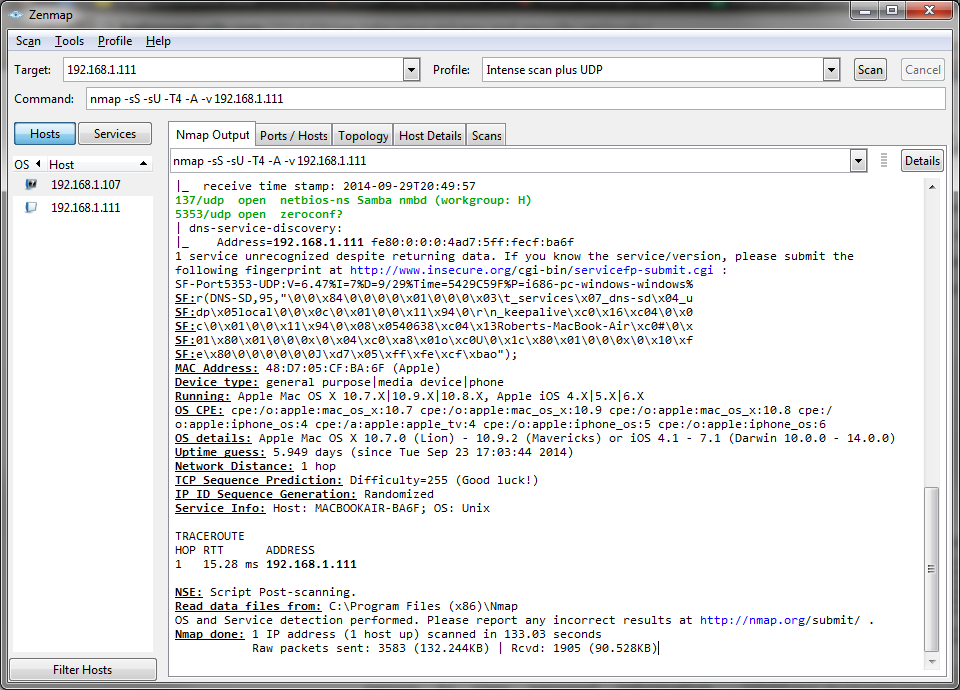 Zenmap
Scan Tools Profile Help
Target: 192.168.1.111 Profile: Intense scan plus UDP Scan Cancel
Command: nmap -sS -sU -T4 -A -v 192.168.1.111
Hosts Services
Nmap Output Ports / Hosts Topology Host Details Scans
OS Host
192.168.1.107
192.168.1.111
nmap -sS -sU -T4 -A -v 192.168.1.111 Details
|_  receive time stamp: 2014-09-29T20:49:57
137/udp  open  netbios-ns Samba nmbd (workgroup: H)
5353/udp open  zeroconf?
| dns-service-discovery:
|_    Address=192.168.1.111 fe80:0:0:0:4ad7:5ff:fecf:ba6f
1 service unrecognized despite returning data. If you know the service/version, please submit the
following fingerprint at http://www.insecure.org/cgi-bin/servicefp-submit.cgi :
SF-Port5353-UDP:V=6.47%I=7%D=9/29%Time=5429C59F%P=i686-pc-windows-windows%
SF:r(DNS-SD,95,"\0\0\x84\0\0\0\0\x01\0\0\0\0\x03\t_services\x07_dns-sd\x04_u
SF:dp\x05local\0\0\x0c\0\x01\0\0\x11\x94\0\r\n_keepalive\xc0\x16\xc04\0\x0
SF:c\0\x01\0\0\x11\x94\0\x08\x0540638\xc04\x13Roberts-MacBook-Air\xc0#\0\x
SF:01\x80\x01\0\0\0x\0\x04\xc0\xa8\x01o\xc0U\0\x1c\x80\x01\0\0\0x\0\x10\xf
SF:e\x80\0\0\0\0\0\0J\xd7\x05\xff\xfe\xcf\xbao");
MAC Address: 48:D7:05:CF:BA:6F (Apple)
Device type: general purpose|media device|phone
Running: Apple Mac OS X 10.7.X|10.9.X|10.8.X, Apple iOS 4.X|5.X|6.X
OS CPE: cpe:/o:apple:mac_os_x:10.7 cpe:/o:apple:mac_os_x:10.9 cpe:/o:apple:mac_os_x:10.8 cpe:/
o:apple:iphone_os:4 cpe:/a:apple:apple_tv:4 cpe:/o:apple:iphone_os:5 cpe:/o:apple:iphone_os:6
OS details: Apple Mac OS X 10.7.0 (Lion) - 10.9.2 (Mavericks) or iOS 4.1 - 7.1 (Darwin 10.0.0 - 14.0.0)
Uptime guess: 5.949 days (since Tue Sep 23 17:03:44 2014)
Network Distance: 1 hop
TCP Sequence Prediction: Difficulty=255 (Good luck!)
IP ID Sequence Generation: Randomized
Service Info: Host: MACBOOKAIR-BA6F; OS: Unix
TRACEROUTE
HOP RTT      ADDRESS
1   15.28 ms 192.168.1.111
NSE: Script Post-scanning.
Read data files from: C:\Program Files (x86)\Nmap
OS and Service detection performed. Please report any incorrect results at http://nmap.org/submit/ .
Nmap done: 1 IP address (1 host up) scanned in 133.03 seconds
Raw packets sent: 3583 (132.244KB) | Rcvd: 1905 (90.528KB)
Filter Hosts